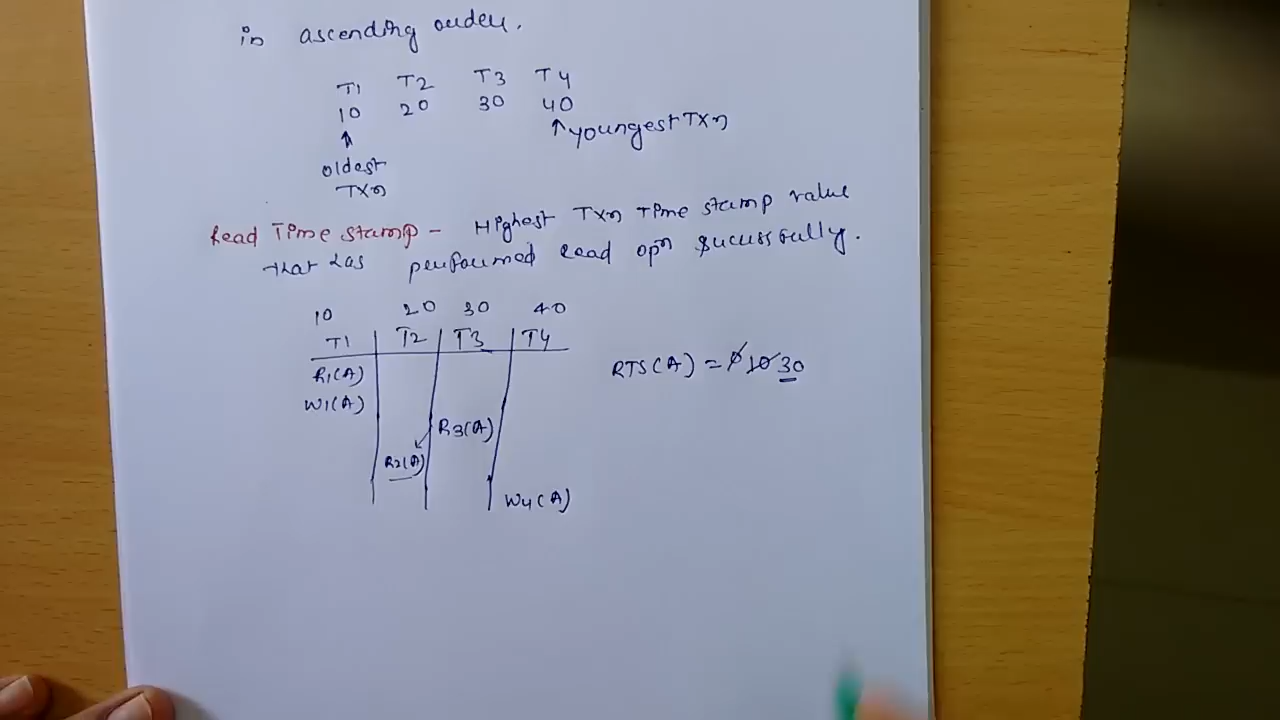 in ascending order.
T1 T2 T3 T4
10 20 30 40
↑ ↑ youngest TXn
oldest
TXn
Read Time stamp - Highest TXn Time stamp value
that has performed read opn successfully.
10 20 30 40
T1 T2 T3 T4
R1(A) RTS(A) = 0 10 30
W1(A)
R3(A)
R2(A)
W4(A)